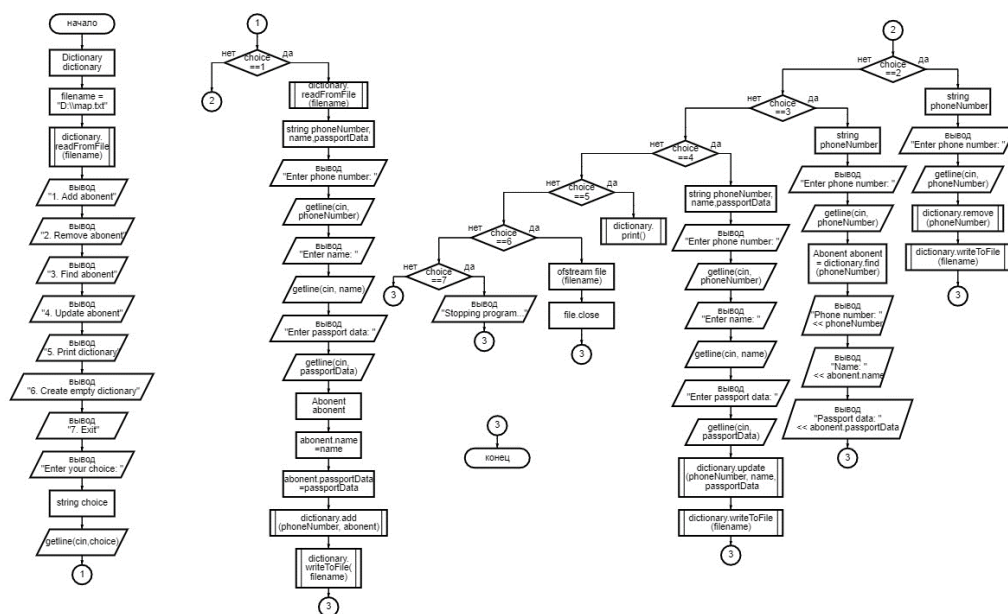 начало
Dictionary
dictionary
filename =
"D:\\map.txt"
dictionary.
readFromFile
(filename)
вывод
"1. Add abonent"
вывод
"2. Remove abonent"
вывод
"3. Find abonent"
вывод
"4. Update abonent"
вывод
"5. Print dictionary"
вывод
"6. Create empty dictionary"
вывод
"7. Exit"
вывод
"Enter your choice: "
string choice
getline(cin,choice)
1
1
нет
да
choice
==1
2
dictionary.
readFromFile
(filename)
string phoneNumber,
name,passportData
вывод
"Enter phone number: "
getline(cin,
phoneNumber)
вывод
"Enter name: "
getline(cin, name)
вывод
"Enter passport data: "
getline(cin,
passportData)
Abonent
abonent
abonent.name
=name
abonent.passportData
=passportData
dictionary.add
(phoneNumber, abonent)
dictionary.
writeToFile(
filename)
3
2
нет
да
choice
==2
string
phoneNumber
вывод
"Enter phone number: "
getline(cin,
phoneNumber)
dictionary.remove
(phoneNumber)
dictionary.writeToFile
(filename)
3
нет
да
choice
==3
string
phoneNumber
вывод
"Enter phone number: "
getline(cin,
phoneNumber)
Abonent abonent
= dictionary.find
(phoneNumber)
вывод
"Phone number: "
<< phoneNumber
вывод
"Name: "
<< abonent.name
вывод
"Passport data: "
<< abonent.passportData
3
нет
да
choice
==4
string phoneNumber,
name,passportData
вывод
"Enter phone number: "
getline(cin,
phoneNumber)
вывод
"Enter name: "
getline(cin, name)
вывод
"Enter passport data: "
getline(cin,
passportData)
dictionary.update
(phoneNumber, name,
passportData
dictionary.writeToFile
(filename)
3
нет
да
choice
==5
dictionary.
print()
нет
да
choice
==6
ofstream file
(filename)
file.close
3
нет
да
choice
==7
3
вывод
"Stopping program..."
3
3
конец